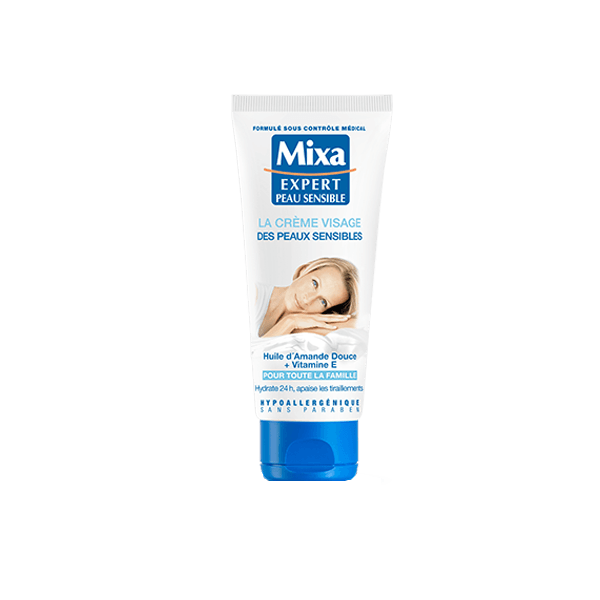 FORMULÉ SOUS CONTRÔLE MÉDICAL
Mixa
EXPERT
PEAU SENSIBLE
LA CRÈME VISAGE
DES PEAUX SENSIBLES
Huile d'Amande Douce
+ Vitamine E
POUR TOUTE LA FAMILLE
Hydrate 24h, apaise les tiraillements
HYPOALLERGÉNIQUE
SANS PARABEN